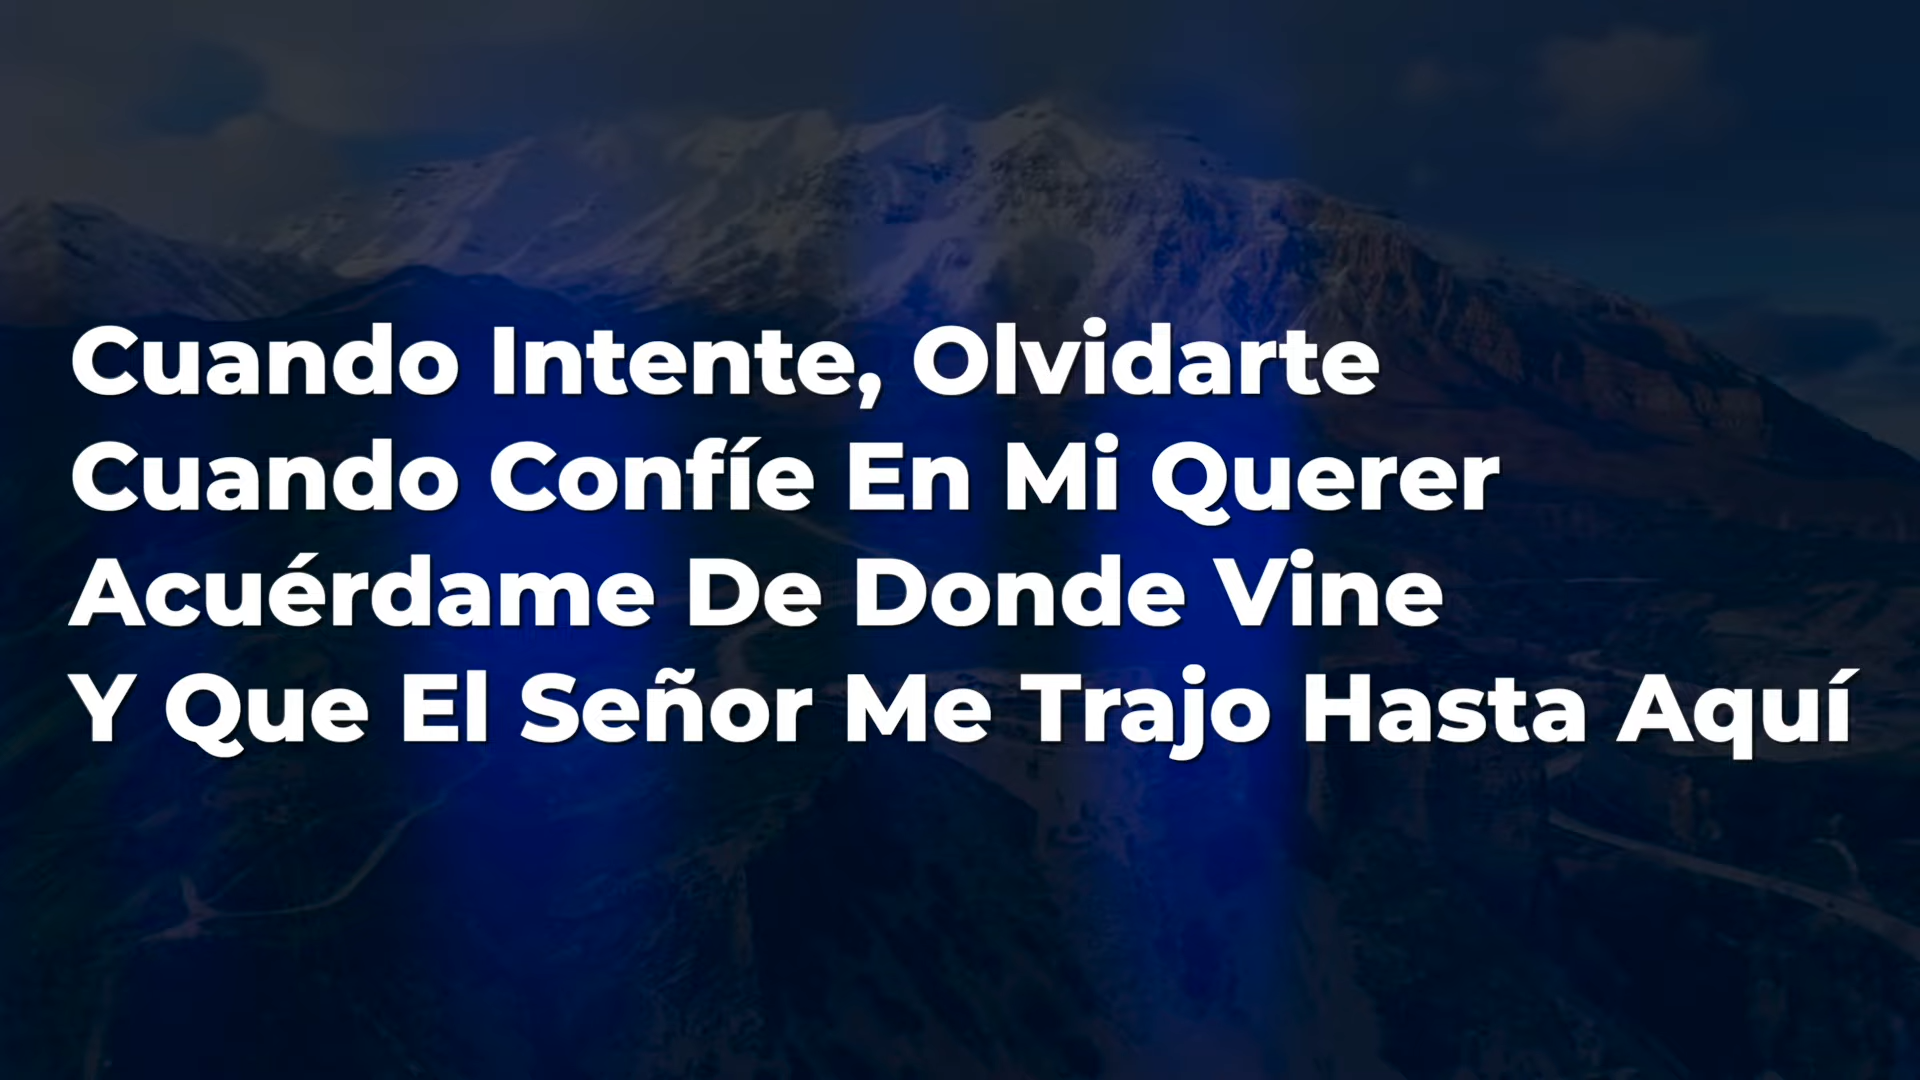 Cuando Intente, Olvidarte
Cuando Confíe En Mi Querer
Acuérdame De Donde Vine
Y Que El Señor Me Trajo Hasta Aquí